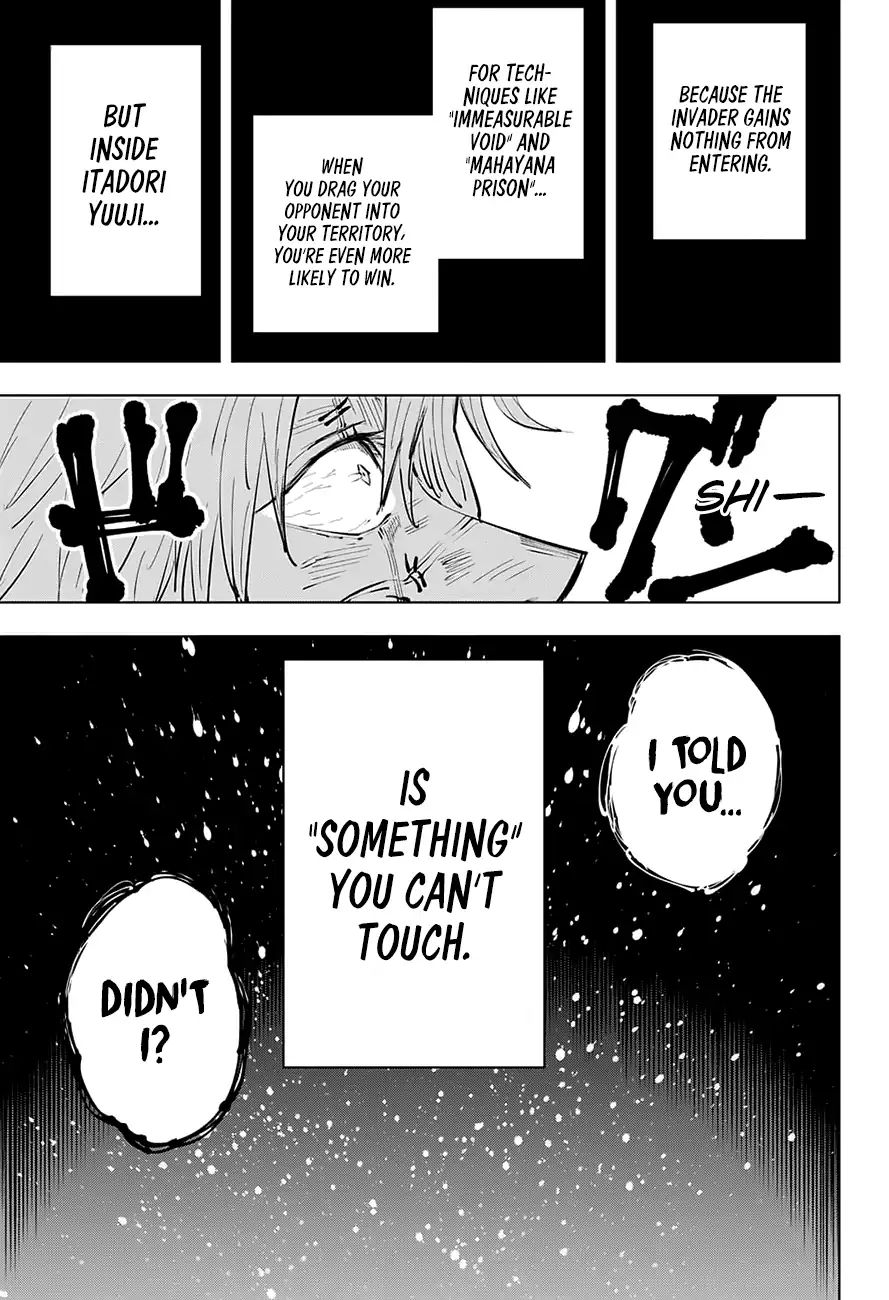 BECAUSE THE
INVADER GAINS
NOTHING FROM
ENTERING.
FOR TECH-
NIQUES LIKE
"IMMEASURABLE
VOID" AND
"MAHAYANA
PRISON"...
WHEN
YOU DRAG YOUR
OPPONENT INTO
YOUR TERRITORY,
YOU'RE EVEN MORE
LIKELY TO WIN.
BUT
INSIDE
ITADORI
YUUJI...
SHI—
I TOLD
YOU...
IS
"SOMETHING"
YOU CAN'T
TOUCH.
DIDN'T
I?